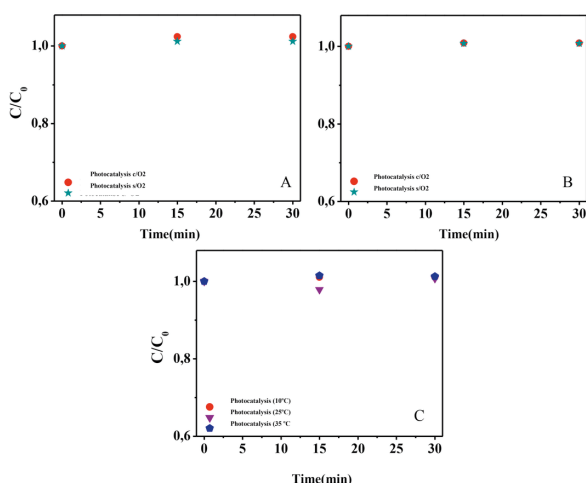 C/C0
1,0
0,8
0,6
Photocatalysis c/O2
Photocatalysis s/O2
A
0 5 10 15 20 25 30
Time(min)
1,0
0,8
0,6
Photocatalysis c/O2
Photocatalysis s/O2
B
0 5 10 15 20 25 30
Time(min)
C/C0
1,0
0,8
0,6
Photocatalysis (10ºC)
Photocatalysis (25ºC)
Photocatalysis (35 ºC
C
0 5 10 15 20 25 30
Time(min)